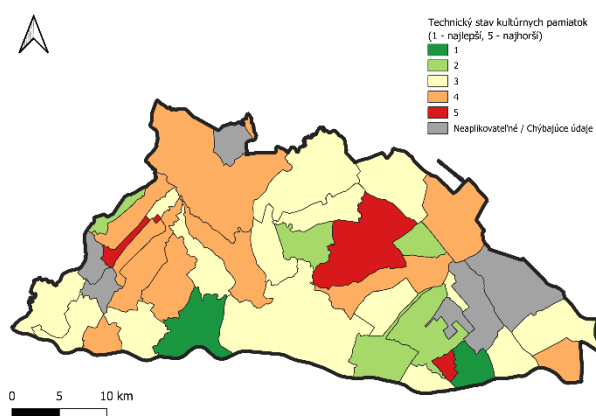 Technický stav kultúrnych pamiatok
(1 - najlepší, 5 - najhorší)
1
2
3
4
5
Neaplikovateľné / Chýbajúce údaje
0 5 10 km